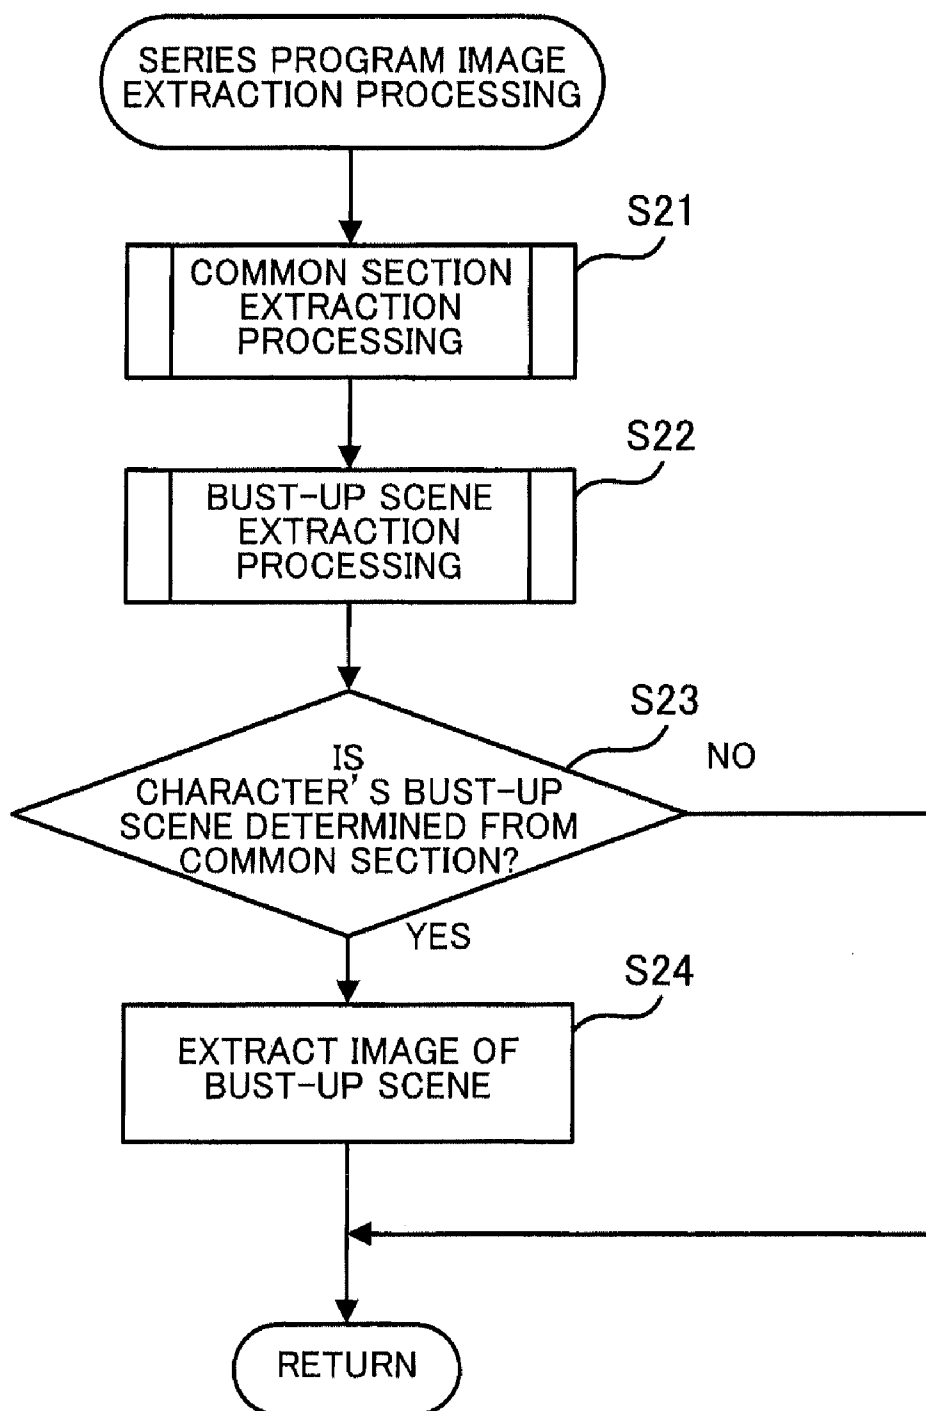 SERIES PROGRAM IMAGE
EXTRACTION PROCESSING
S21
COMMON SECTION
EXTRACTION
PROCESSING
S22
BUST-UP SCENE
EXTRACTION
PROCESSING
S23
NO
IS
CHARACTER'S BUST-UP
SCENE DETERMINED FROM
COMMON SECTION?
YES
S24
EXTRACT IMAGE OF
BUST-UP SCENE
RETURN